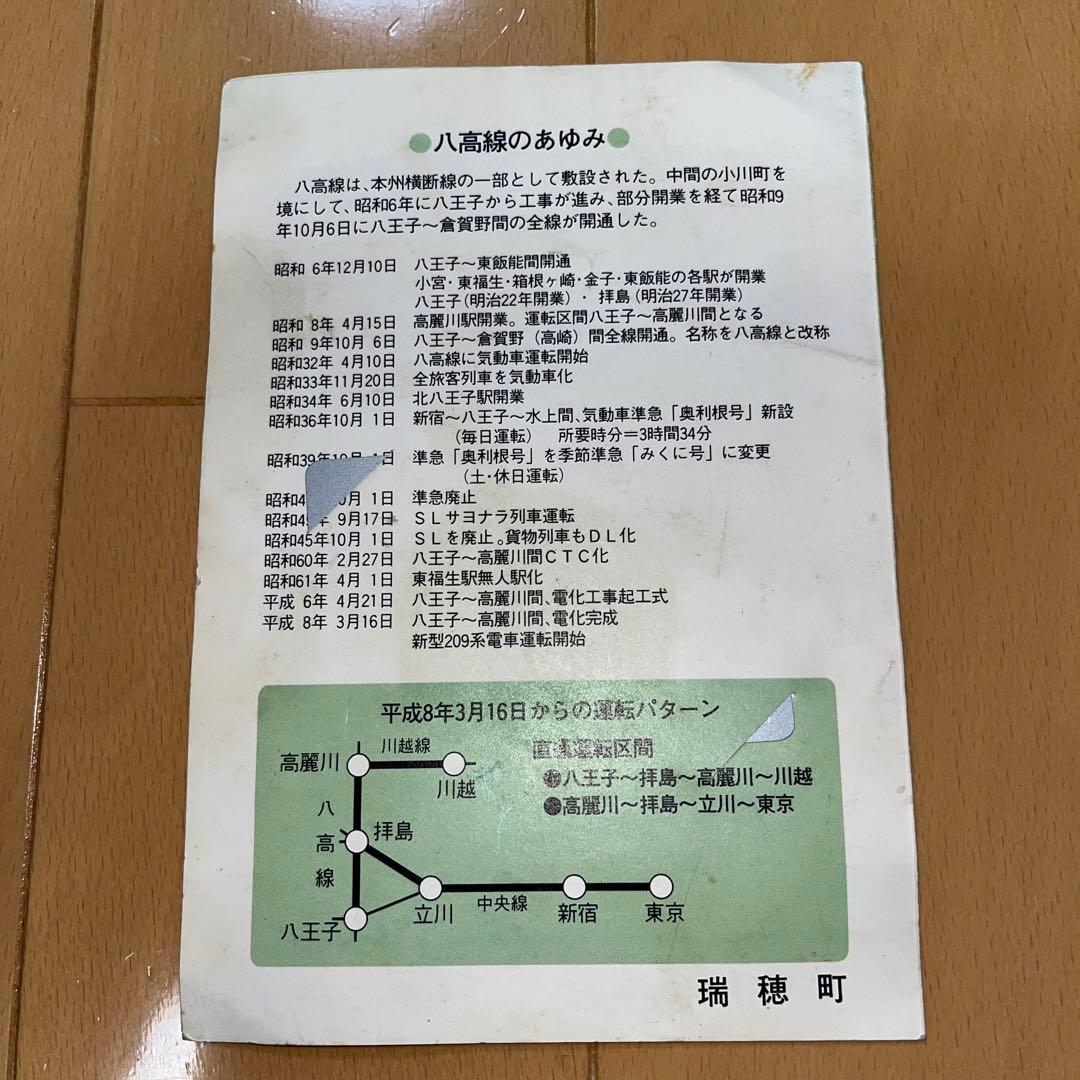 ●八高線のあゆみ●
八高線は、本州横断線の一部として敷設された。中間の小川町を
境にして、昭和6年に八王子から工事が進み、部分開業を経て昭和9
年10月6日に八王子～倉賀野間の全線が開通した。
昭和 6年12月10日 八王子～東飯能間開通
小宮・東福生・箱根ヶ崎・金子・東飯能の各駅が開業
八王子(明治22年開業)・拝島(明治27年開業)
昭和 8年 4月15日 高麗川駅開業。運転区間八王子～高麗川間となる
昭和 9年10月 6日 八王子～倉賀野(高崎)間全線開通。名称を八高線と改称
昭和32年 4月10日 八高線に気動車運転開始
昭和33年11月20日 全旅客列車を気動車化
昭和34年 6月10日 北八王子駅開業
昭和36年10月 1日 新宿～八王子～水上間、気動車準急「奥利根号」新設
(毎日運転) 所要時分＝3時間34分
昭和39年10月 1日 準急「奥利根号」を季節準急「みくに号」に変更
(土・休日運転)
昭和4 0月 1日 準急廃止
昭和45年 9月17日 SLサヨナラ列車運転
昭和45年10月 1日 SLを廃止。貨物列車もDL化
昭和60年 2月27日 八王子～高麗川間CTC化
昭和61年 4月 1日 東福生駅無人駅化
平成 6年 4月21日 八王子～高麗川間、電化工事起工式
平成 8年 3月16日 八王子～高麗川間、電化完成
新型209系電車運転開始
平成8年3月16日からの運転パターン
直通運転区間
●八王子～拝島～高麗川～川越
●高麗川～拝島～立川～東京
高麗川
川越線
川越
八高線
拝島
八王子
立川
中央線
新宿
東京
瑞穂町